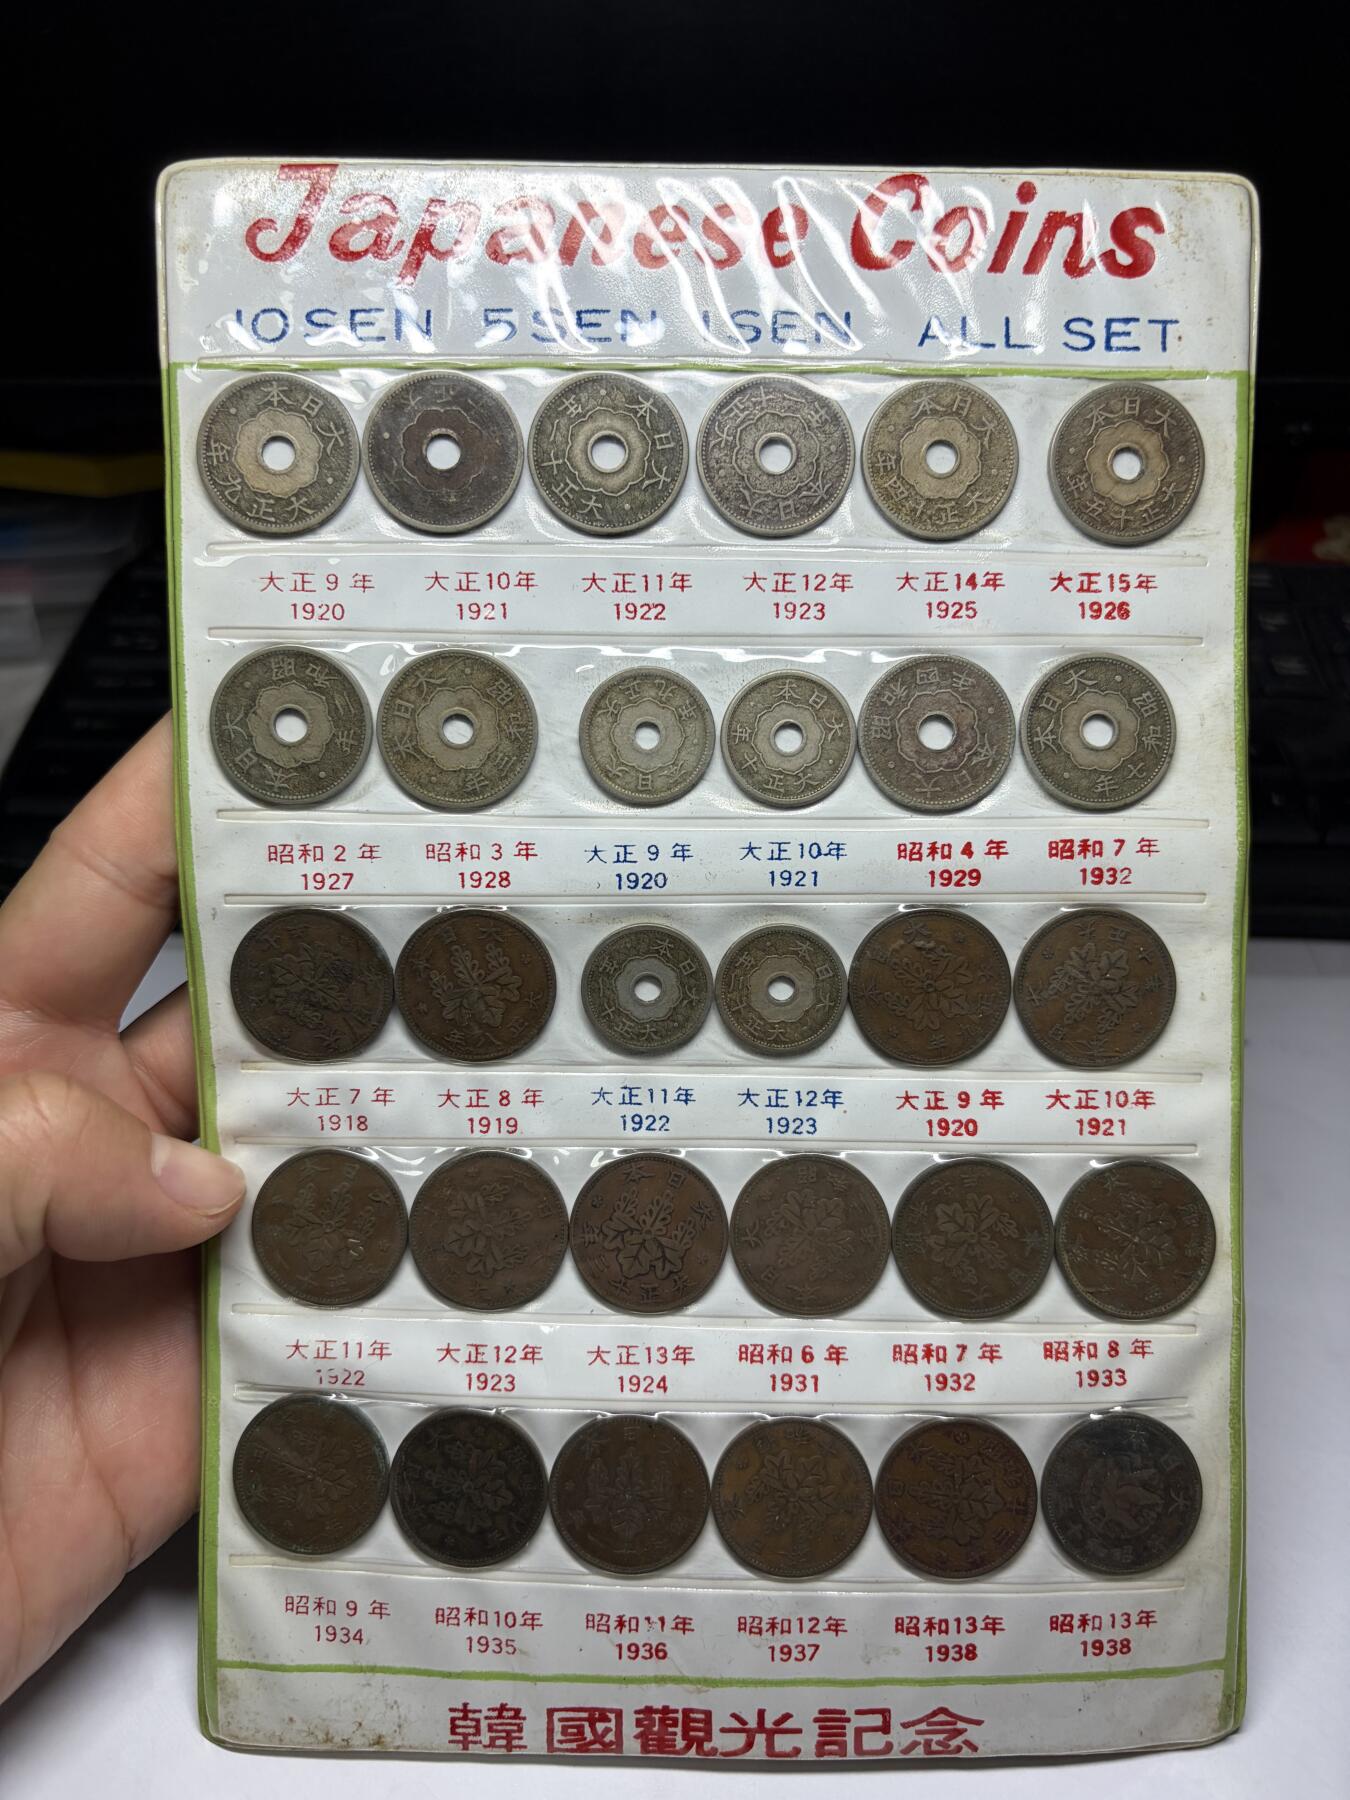 Japanese Coins
10 SEN 5 SEN 1 SEN ALL SET
大正9年 大正10年 大正11年 大正12年 大正14年 大正15年
1920 1921 1922 1923 1925 1926
昭和2年 昭和3年 大正9年 大正10年 昭和4年 昭和7年
1927 1928 1920 1921 1929 1932
大正7年 大正8年 大正11年 大正12年 大正9年 大正10年
1918 1919 1922 1923 1920 1921
大正11年 大正12年 大正13年 昭和6年 昭和7年 昭和8年
1922 1923 1924 1931 1932 1933
昭和9年 昭和10年 昭和11年 昭和12年 昭和13年 昭和13年
1934 1935 1936 1937 1938 1938
韓國觀光記念